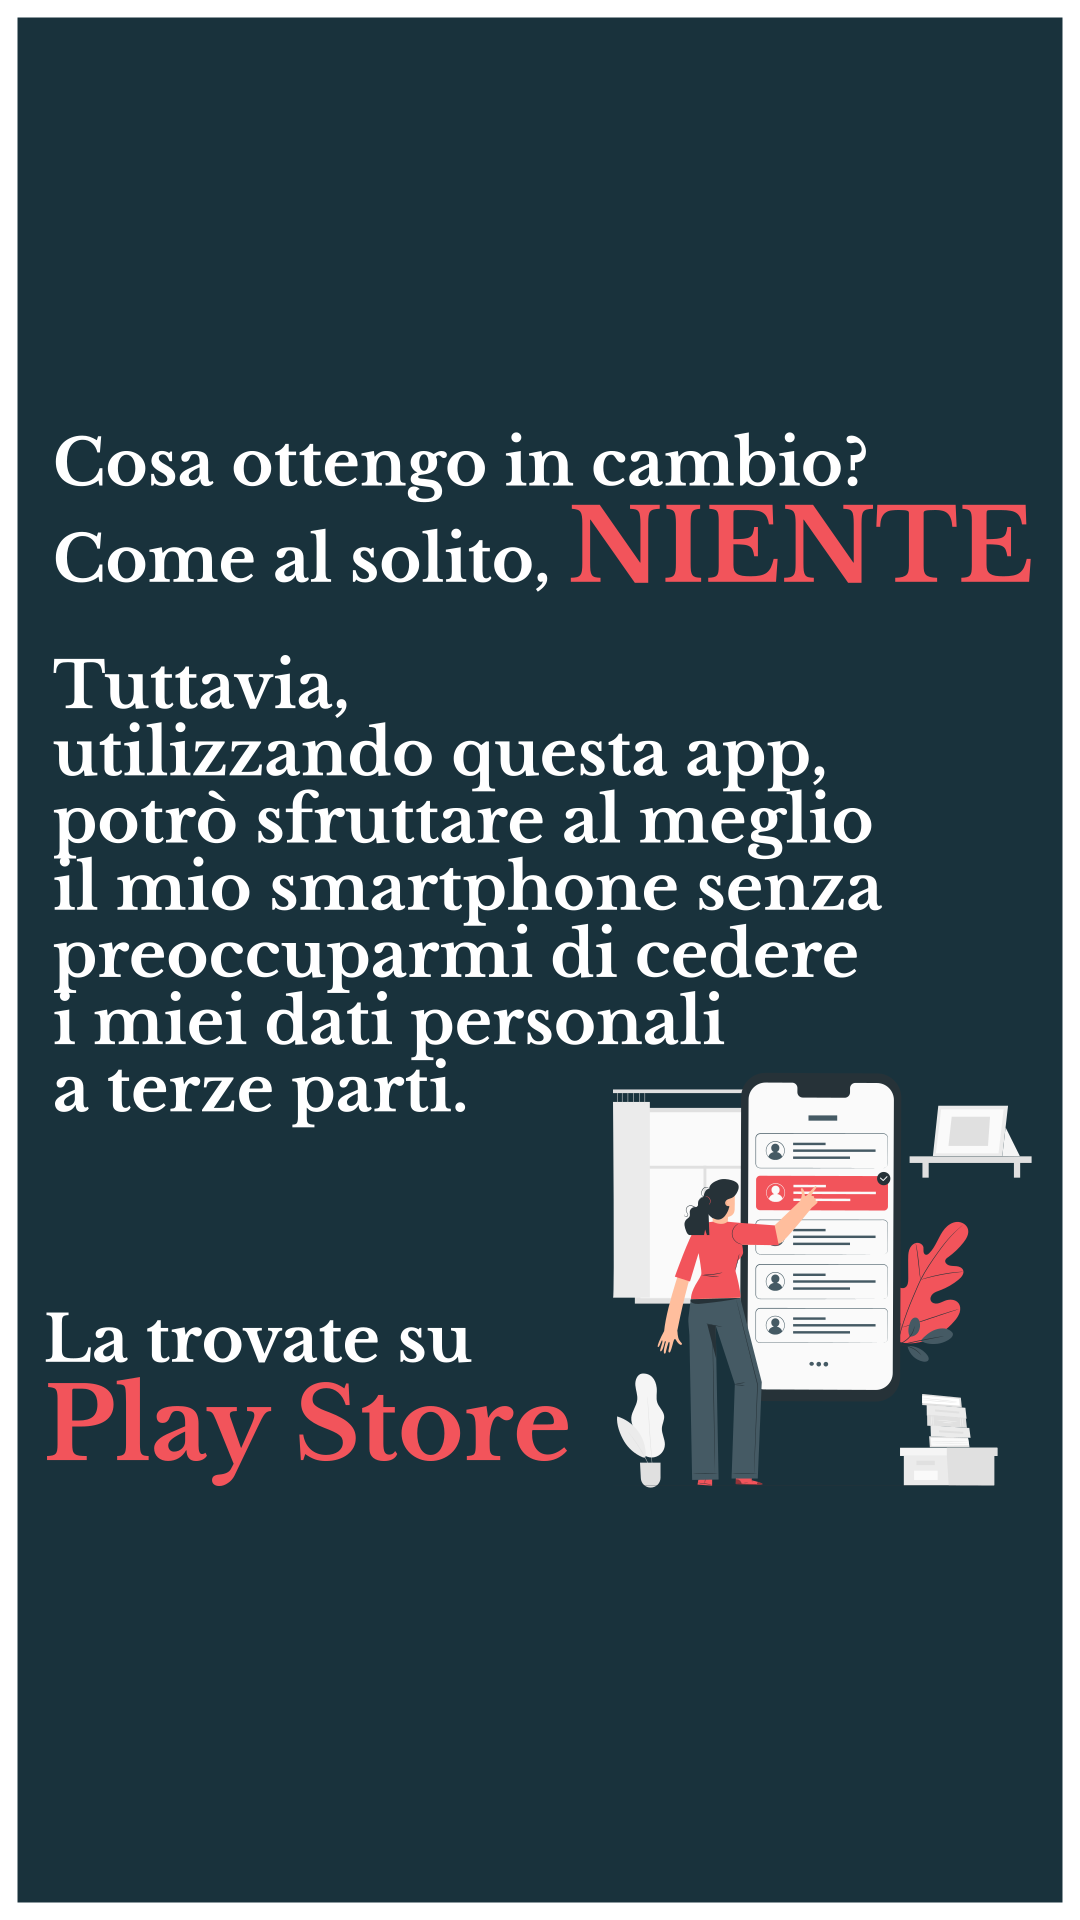 Cosa ottengo in cambio?
Come al solito, NIENTE
Tuttavia,
utilizzando questa app,
potrò sfruttare al meglio
il mio smartphone senza
preoccuparmi di cedere
i miei dati personali
a terze parti.
La trovate su
Play Store